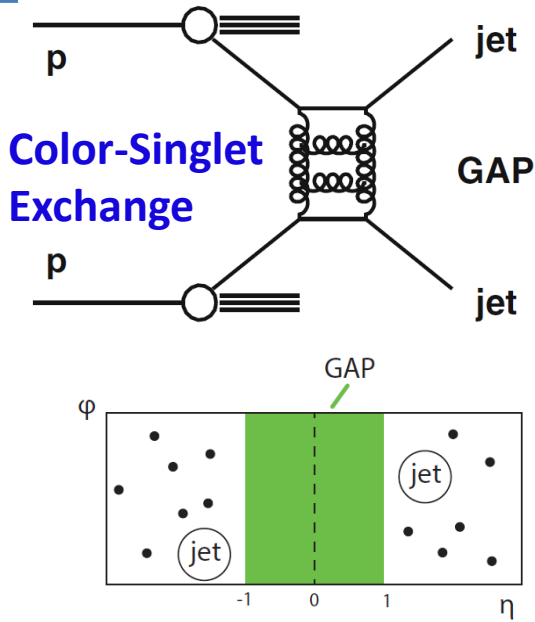 p
jet
Color-Singlet
Exchange
GAP
p
jet
GAP
φ
jet
jet
-1 0 1 η